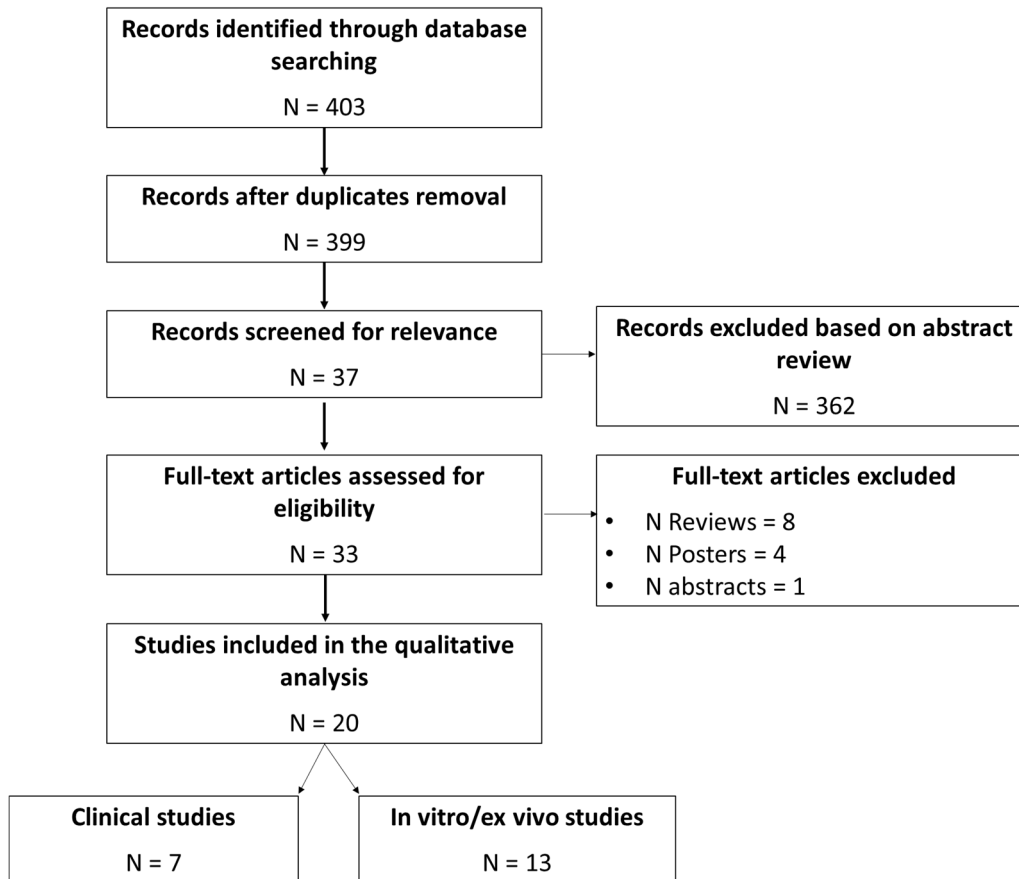 Records identified through database
searching
N = 403
Records after duplicates removal
N = 399
Records screened for relevance
N = 37
Records excluded based on abstract
review
N = 362
Full-text articles assessed for
eligibility
N = 33
Full-text articles excluded
• N Reviews = 8
• N Posters = 4
• N abstracts = 1
Studies included in the qualitative
analysis
N = 20
Clinical studies
N = 7
In vitro/ex vivo studies
N = 13